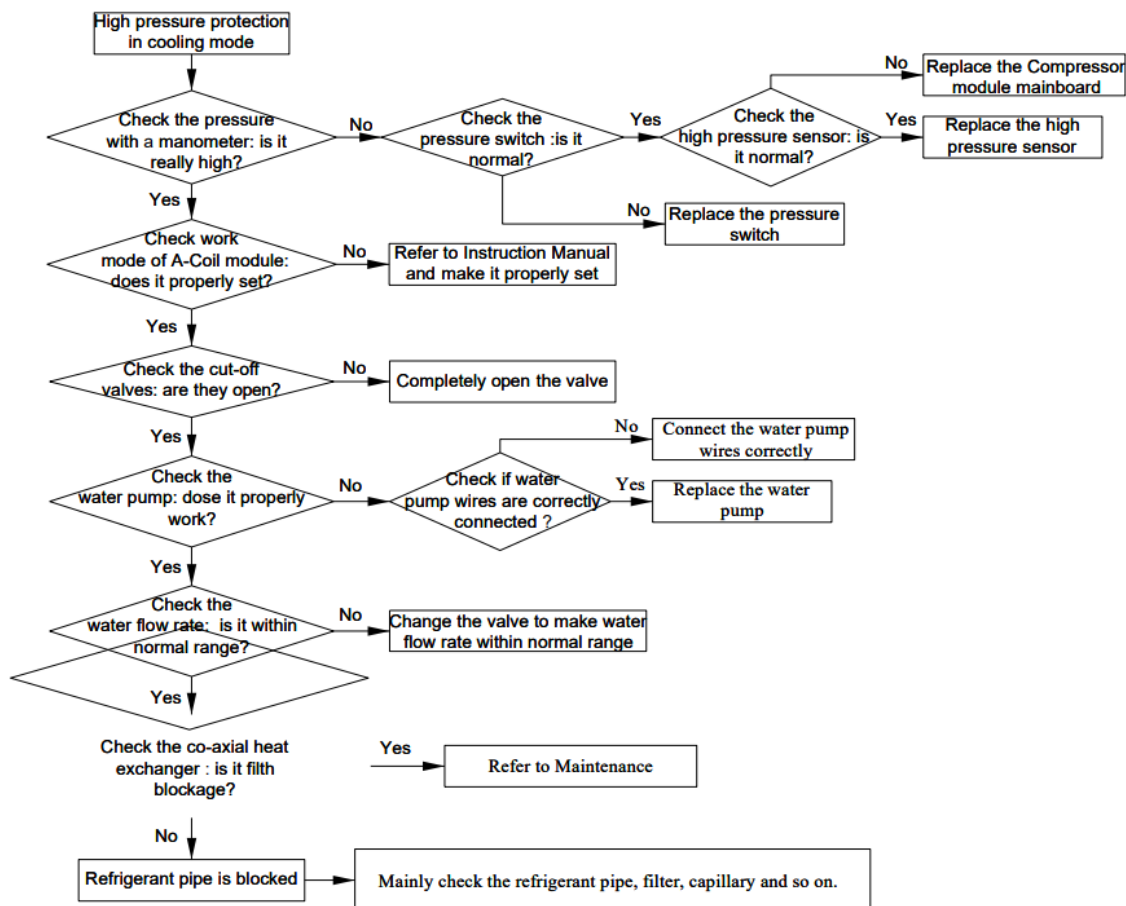 High pressure protection
in cooling mode
Check the pressure
with a manometer: is it
really high?
No
Check the
pressure switch :is it
normal?
Yes
Check the
high pressure sensor: is
it normal?
No
Replace the Compressor
module mainboard
Yes
Replace the high
pressure sensor
No
Replace the pressure
switch
Yes
Check work
mode of A-Coil module:
does it properly set?
No
Refer to Instruction Manual
and make it properly set
Yes
Check the cut-off
valves: are they open?
No
Completely open the valve
Yes
Check the
water pump: dose it properly
work?
No
Check if water
pump wires are correctly
connected ?
No
Connect the water pump
wires correctly
Yes
Replace the water
pump
Yes
Check the
water flow rate:  is it within
normal range?
No
Change the valve to make water
flow rate within normal range
Yes
Check the co-axial heat
exchanger : is it filth
blockage?
Yes
Refer to Maintenance
No
Refrigerant pipe is blocked
Mainly check the refrigerant pipe, filter, capillary and so on.